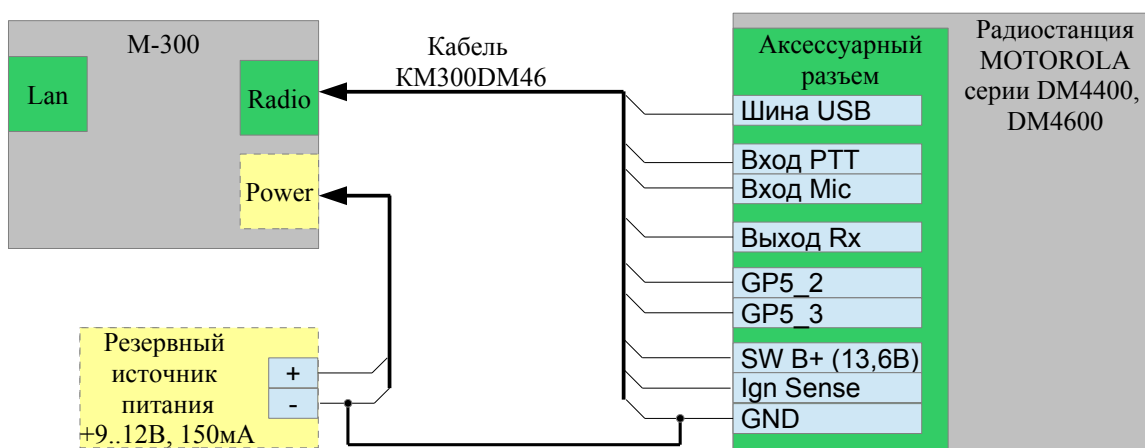 M-300
Lan
Radio
Power
Кабель
КМ300DM46
Аксессуарный
разъем
Шина USB
Вход PTT
Вход Mic
Выход Rx
GP5_2
GP5_3
SW B+ (13,6В)
Ign Sense
GND
Радиостанция
MOTOROLA
серии DM4400,
DM4600
Резервный
источник
питания
+9..12В, 150мА
+
-